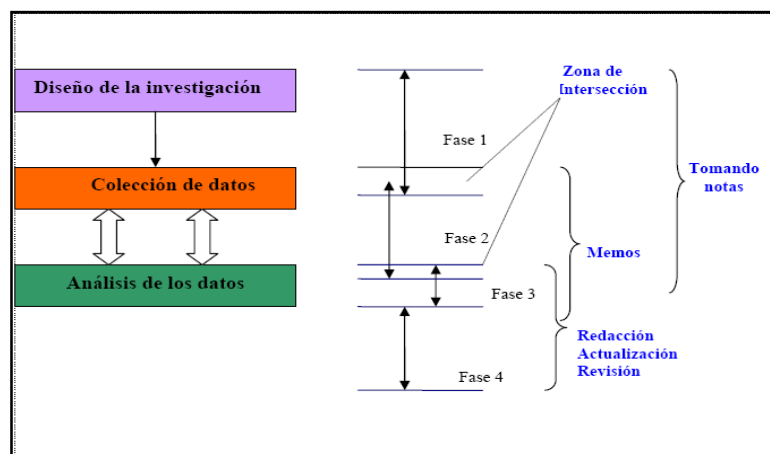 Diseño de la investigación
Colección de datos
Análisis de los datos
Fase 1
Fase 2
Fase 3
Fase 4
Zona de
Intersección
Tomando
notas
Memos
Redacción
Actualización
Revisión